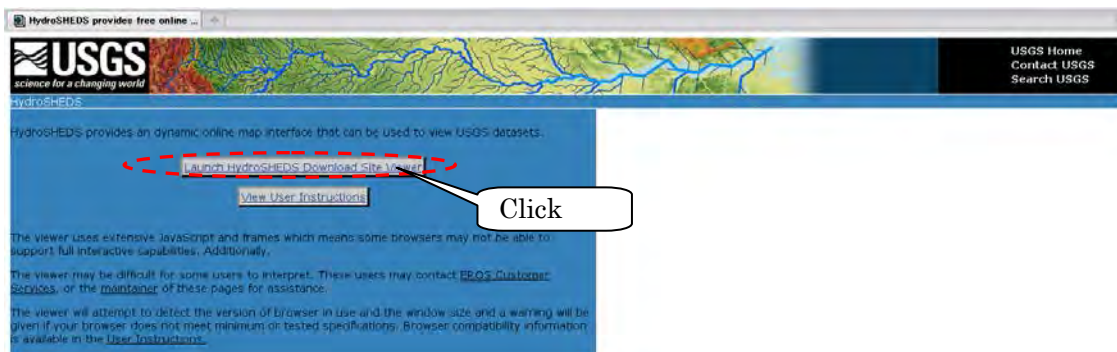 HydroSHEDS provides free online ...
USGS
science for a changing world
USGS Home
Contact USGS
Search USGS
HydroSHEDS
HydroSHEDS provides an dynamic online map interface that can be used to view USGS datasets.
Launch HydroSHEDS Download Site Viewer
View User Instructions
Click
The viewer uses extensive JavaScript and frames which means some browsers may not be able to
support full interactive capabilities. Additionally,
The viewer may be difficult for some users to interpret. These users may contact EROS Customer
Services, or the maintainer of these pages for assistance.
The viewer will attempt to detect the version of browser in use and the window size and a warning will be
given if your browser does not meet minimum or tested specifications. Browser compatibility information
is available in the User Instructions.